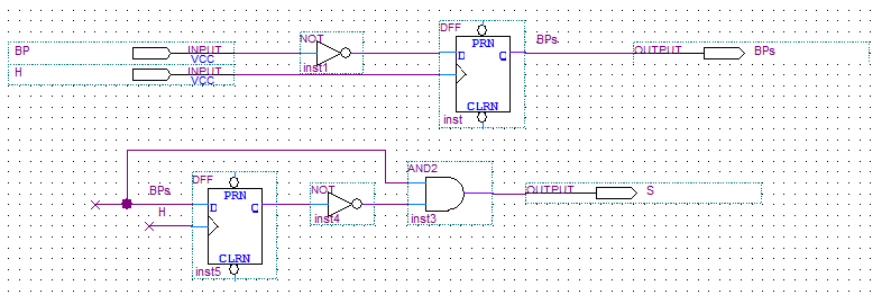 DFF
NOT PRN
BP INPUT D Q BPs OUTPUT BPs
VCC
H INPUT inst1
VCC
CLRN
inst
DFF AND2
BPs PRN NOT OUTPUT S
H D Q inst4 inst3
CLRN
inst5